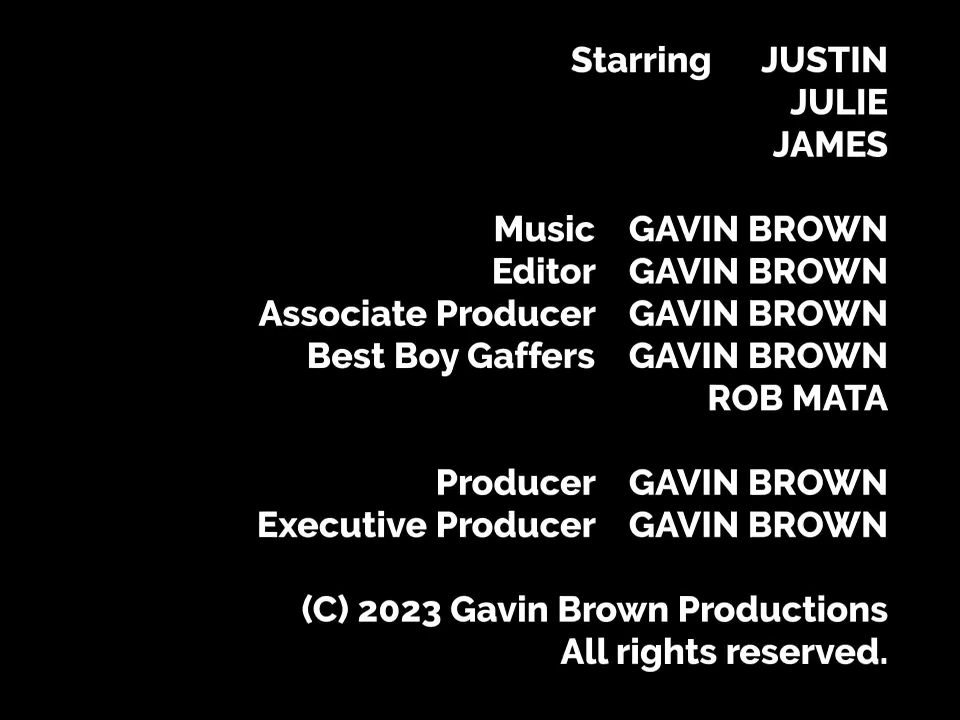 Starring JUSTIN
JULIE
JAMES
Music GAVIN BROWN
Editor GAVIN BROWN
Associate Producer GAVIN BROWN
Best Boy Gaffers GAVIN BROWN
ROB MATA
Producer GAVIN BROWN
Executive Producer GAVIN BROWN
(C) 2023 Gavin Brown Productions
All rights reserved.